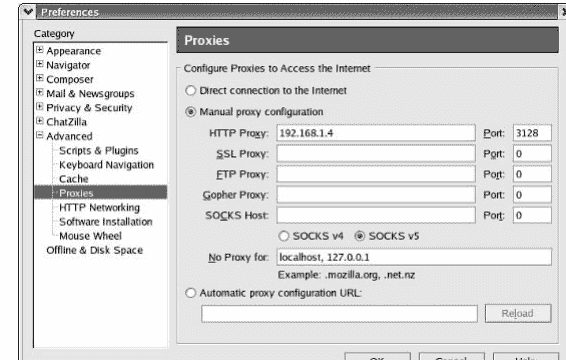 Preferences
Category
Appearance
Navigator
Composer
Mail & Newsgroups
Privacy & Security
ChatZilla
Advanced
Scripts & Plugins
Keyboard Navigation
Cache
Proxies
HTTP Networking
Software Installation
Mouse Wheel
Offline & Disk Space
Proxies
Configure Proxies to Access the Internet
Direct connection to the Internet
Manual proxy configuration
HTTP Proxy: 192.168.1.4 Port: 3128
SSL Proxy: Port: 0
FTP Proxy: Port: 0
Gopher Proxy: Port: 0
SOCKS Host: Port: 0
SOCKS v4 SOCKS v5
No Proxy for: localhost, 127.0.0.1
Example: .mozilla.org, .net.nz
Automatic proxy configuration URL:
Reload
OK Cancel Help